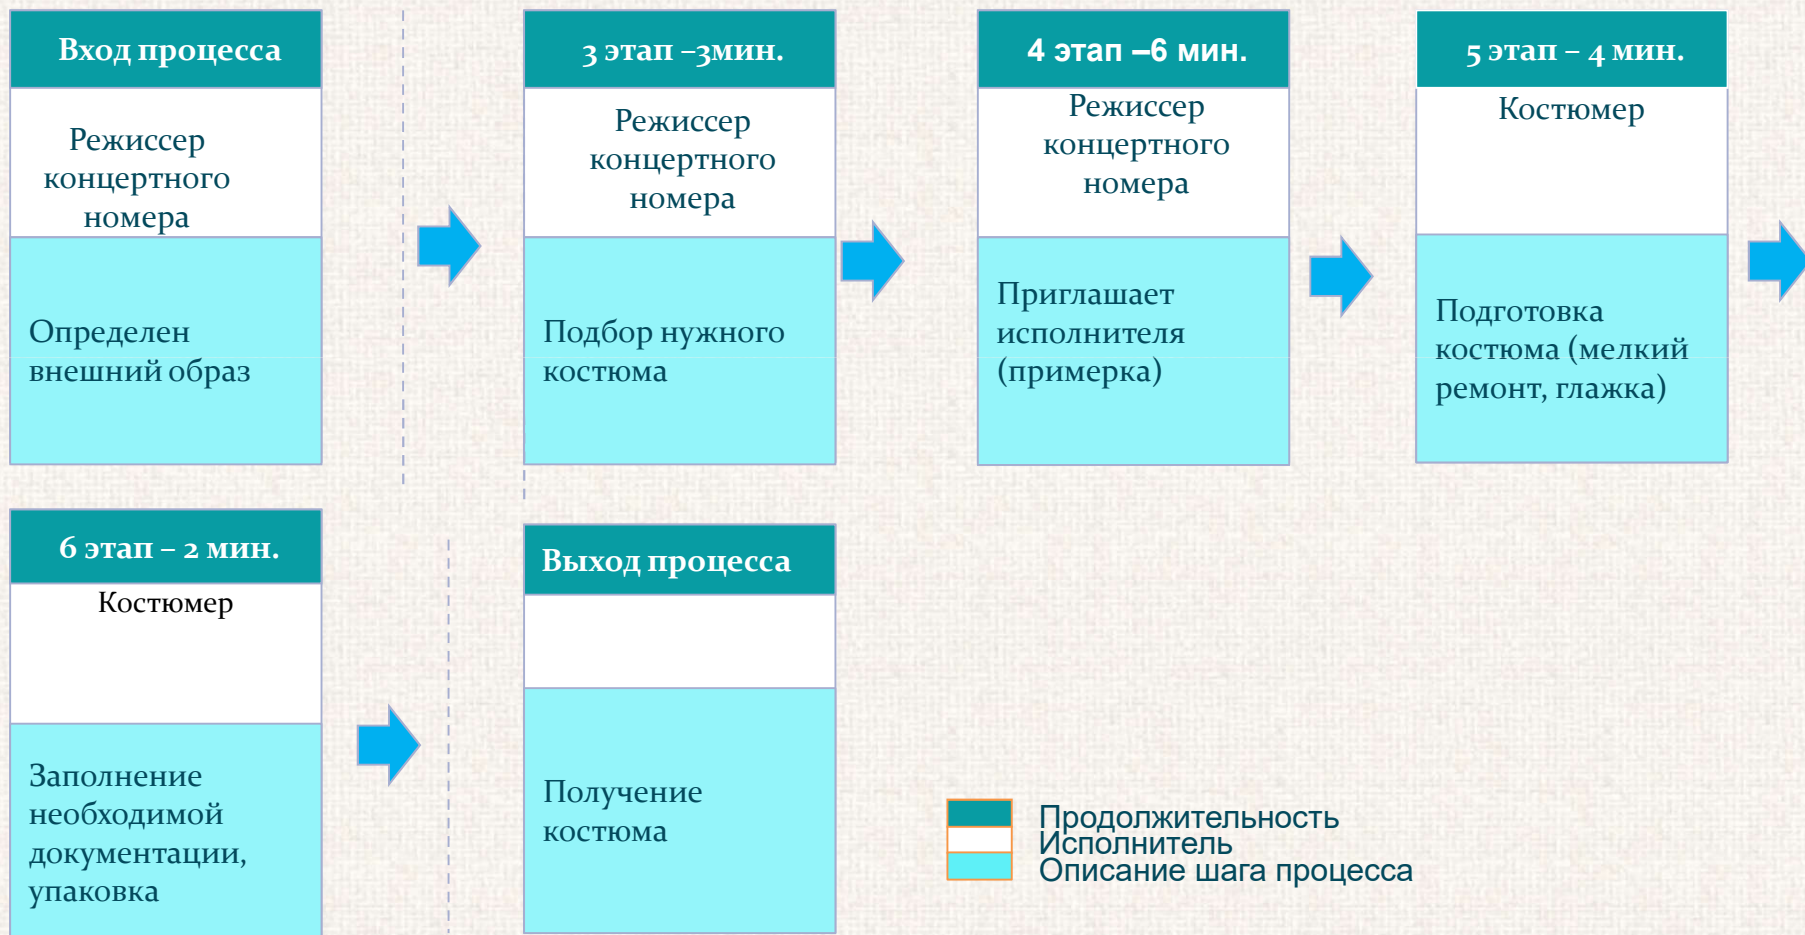 Вход процесса
Режиссер
концертного
номера
Определен
внешний образ
3 этап –3мин.
Режиссер
концертного
номера
Подбор нужного
костюма
4 этап –6 мин.
Режиссер
концертного
номера
Приглашает
исполнителя
(примерка)
5 этап – 4 мин.
Костюмер
Подготовка
костюма (мелкий
ремонт, глажка)
6 этап – 2 мин.
Костюмер
Заполнение
необходимой
документации,
упаковка
Выход процесса
Получение
костюма
Продолжительность
Исполнитель
Описание шага процесса